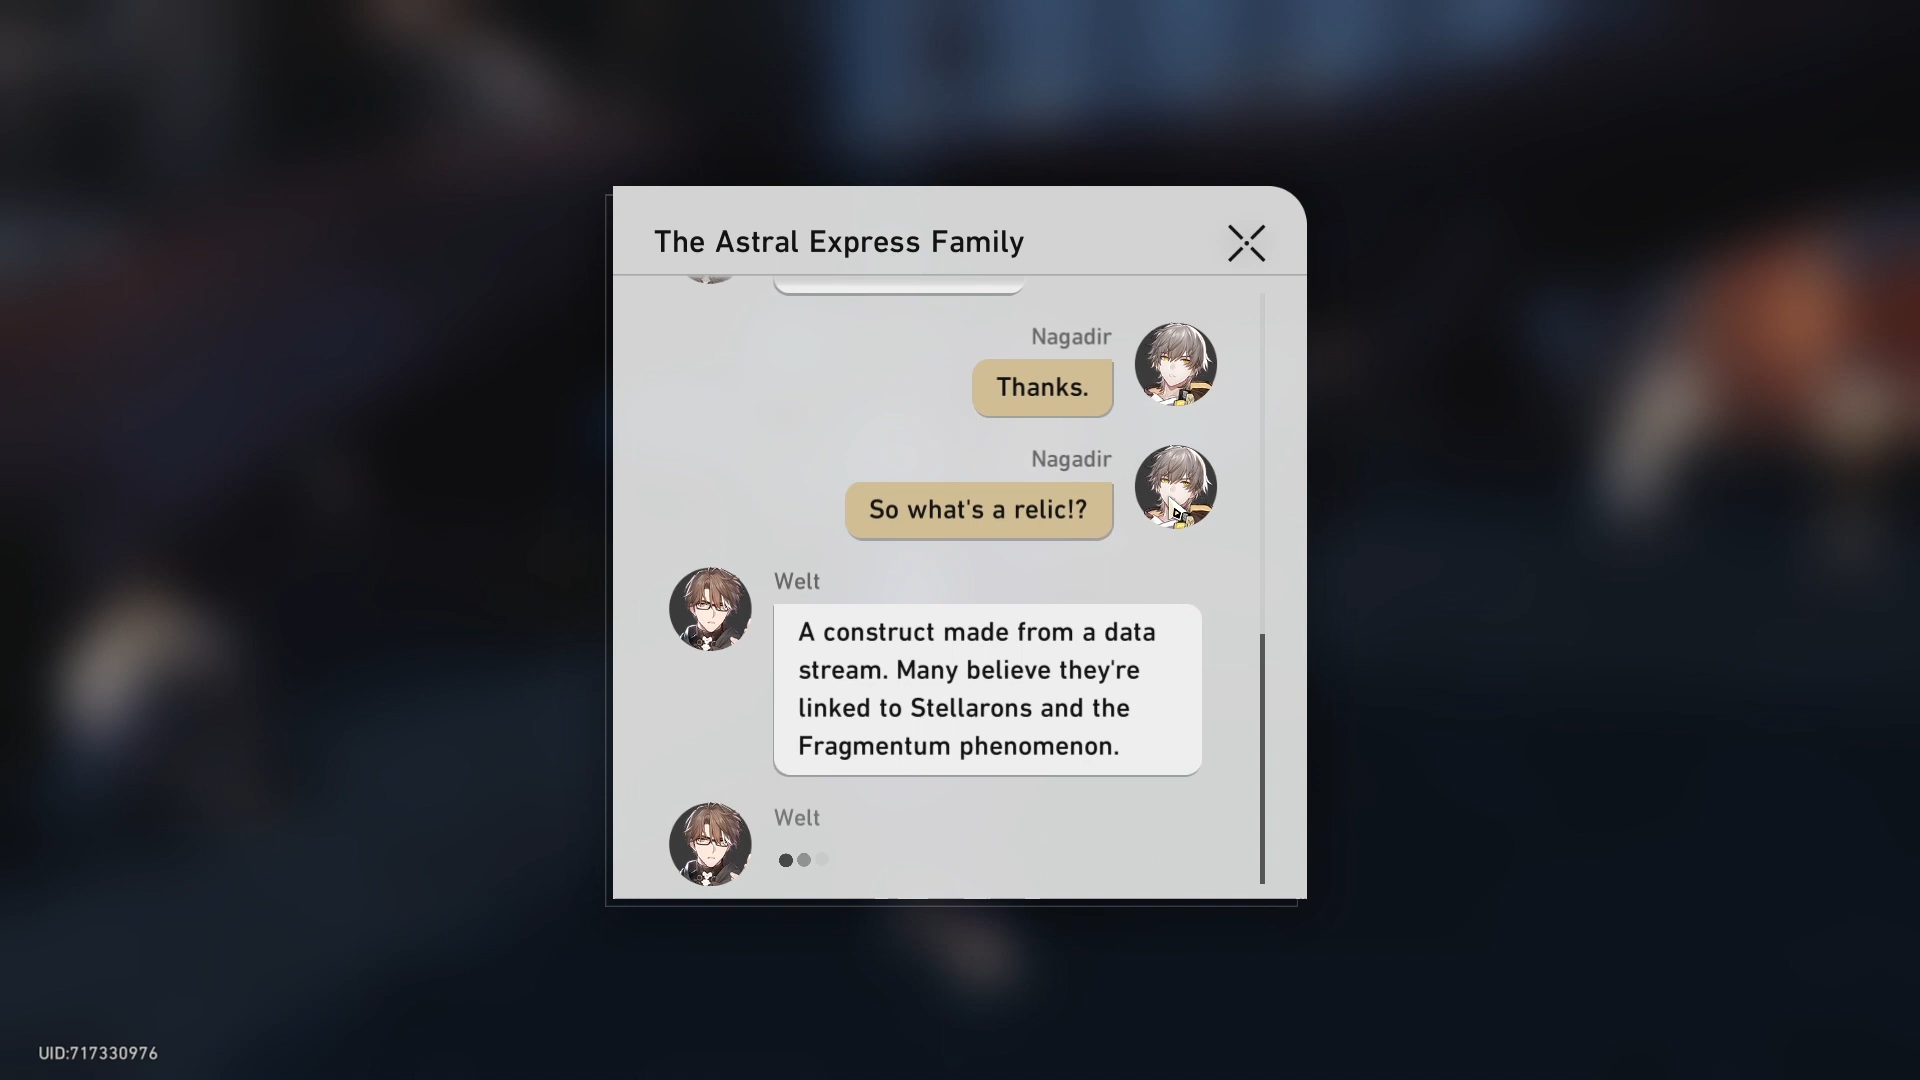 The Astral Express Family
Nagadir
Thanks.
Nagadir
So what's a relic!?
Welt
A construct made from a data
stream. Many believe they're
linked to Stellarons and the
Fragmentum phenomenon.
Welt
UID:717330976